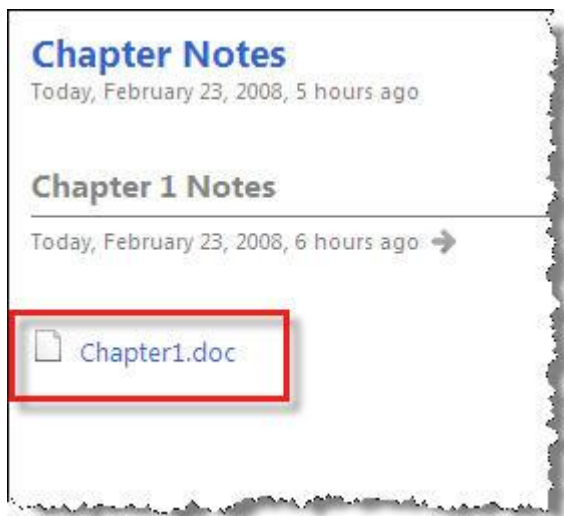 Chapter Notes
Today, February 23, 2008, 5 hours ago
Chapter 1 Notes
Today, February 23, 2008, 6 hours ago
Chapter1.doc